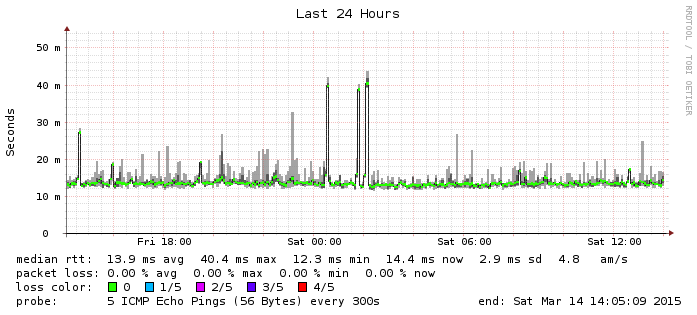 Last 24 Hours
RRDTOOL / TOBI OETIKER
Seconds
50 m
40 m
30 m
20 m
10 m
0
Fri 18:00 Sat 00:00 Sat 06:00 Sat 12:00
median rtt: 13.9 ms avg 40.4 ms max 12.3 ms min 14.4 ms now 2.9 ms sd 4.8 am/s
packet loss: 0.00 % avg 0.00 % max 0.00 % min 0.00 % now
loss color: 0 1/5 2/5 3/5 4/5
probe: 5 ICMP Echo Pings (56 Bytes) every 300s end: Sat Mar 14 14:05:09 2015